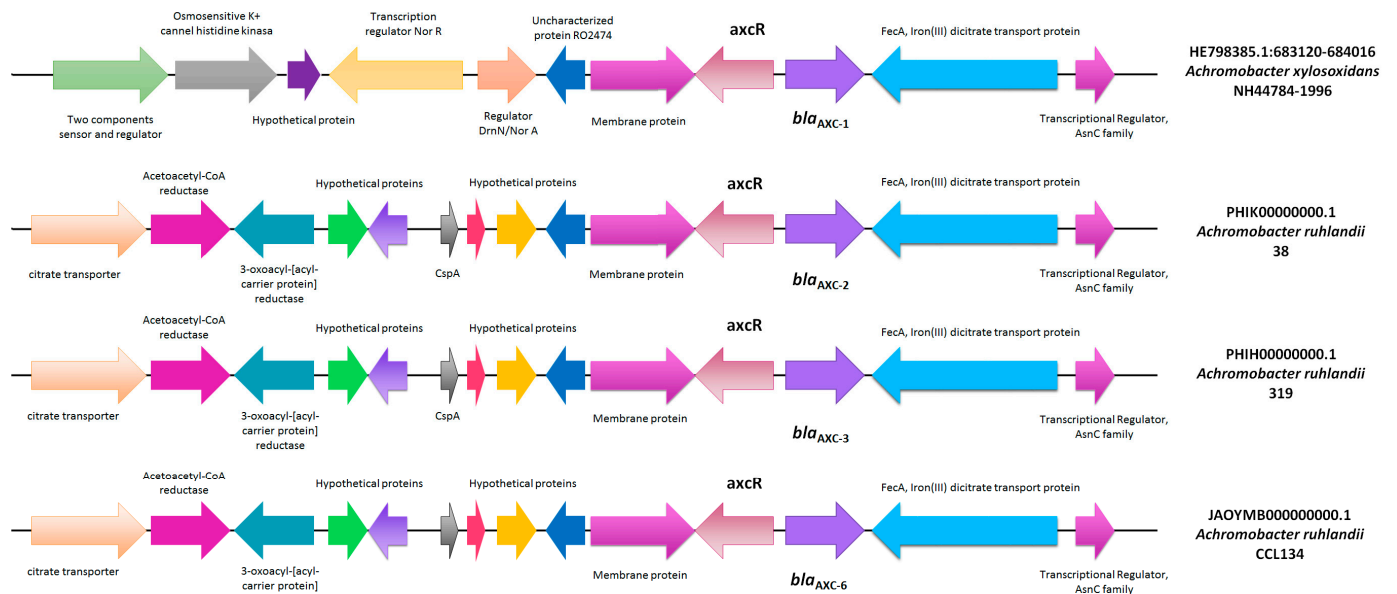 Osmosensitive K+
cannel histidine kinasa
Transcription
regulator Nor R
Uncharacterized
protein RO2474
axcR
FecA, Iron(III) dicitrate transport protein
Two components
sensor and regulator
Hypothetical protein
Regulator
DrnN/Nor A
Membrane protein
blaAXC-1
Transcriptional Regulator,
AsnC family
HE798385.1:683120-684016
Achromobacter xylosoxidans
NH44784-1996
Acetoacetyl-CoA
reductase
Hypothetical proteins
Hypothetical proteins
axcR
FecA, Iron(III) dicitrate transport protein
citrate transporter
3-oxoacyl-[acyl-
carrier protein]
reductase
CspA
Membrane protein
blaAXC-2
Transcriptional Regulator,
AsnC family
PHIK00000000.1
Achromobacter ruhlandii
38
Acetoacetyl-CoA
reductase
Hypothetical proteins
Hypothetical proteins
axcR
FecA, Iron(III) dicitrate transport protein
citrate transporter
3-oxoacyl-[acyl-
carrier protein]
reductase
CspA
Membrane protein
blaAXC-3
Transcriptional Regulator,
AsnC family
PHIH00000000.1
Achromobacter ruhlandii
319
Acetoacetyl-CoA
reductase
Hypothetical proteins
Hypothetical proteins
axcR
FecA, Iron(III) dicitrate transport protein
citrate transporter
3-oxoacyl-[acyl-
carrier protein]
Membrane protein
blaAXC-6
Transcriptional Regulator,
AsnC family
JAOYMB000000000.1
Achromobacter ruhlandii
CCL134